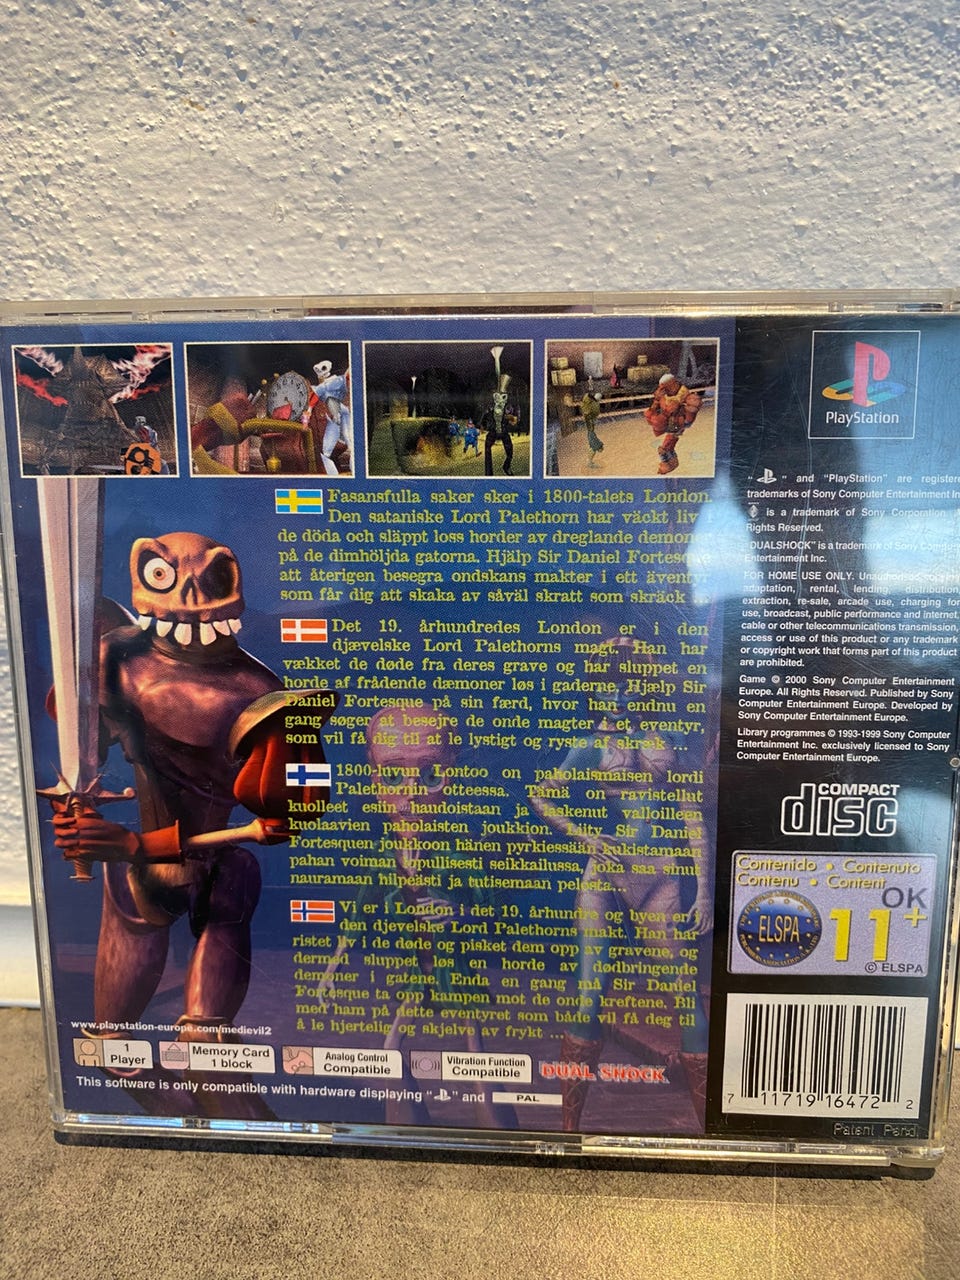 Fasansfulla saker sker i 1800-talets London.
Den sataniske Lord Palethorn har väckt liv i
de döda och släppt loss horder av dreglande demoner
på de dimhöljda gatorna. Hjälp Sir Daniel Fortesque
att återigen besegra ondskans makter i ett äventyr
som får dig att skaka av såväl skratt som skräck ...
Det 19. århundredes London er i den
djævelske Lord Palethorns magt. Han har
vækket de døde fra deres grave og har sluppet en
horde af frådende dæmoner løs i gaderne. Hjælp Sir
Daniel Fortesque på sin færd, hvor han endnu en
gang søger at besejre de onde magter i et eventyr,
som vil få dig til at le lystigt og ryste af skræk ...
1800-luvun Lontoo on paholaismaisen lordi
Palethornin otteessa. Tämä on ravistellut
kuolleet esiin haudoistaan ja laskenut valloilleen
kuolaavien paholaisten joukkion. Liity Sir Daniel
Fortesquen joukkoon hänen pyrkiessään kukistamaan
pahan voiman lopullisesti seikkailussa, joka saa sinut
nauramaan hilpeästi ja tutisemaan pelosta...
Vi er i London i det 19. århundre og byen er i
den djevelske Lord Palethorns makt. Han har
ristet liv i de døde og pisket dem opp av gravene, og
dermed sluppet løs en horde av dødbringende
demoner i gatene. Enda en gang må Sir Daniel
Fortesque ta opp kampen mot de onde kreftene. Bli
med ham på dette eventyret som både vil få deg til
å le hjertelig og skjelve av frykt ...
www.playstation-europe.com/medievil2
1
Player
Memory Card
1 block
Analog Control
Compatible
Vibration Function
Compatible
DUAL SHOCK
This software is only compatible with hardware displaying " " and PAL
PlayStation
" " and "PlayStation" are registere
trademarks of Sony Computer Entertainment In
is a trademark of Sony Corporation. A
Rights Reserved.
"DUALSHOCK" is a trademark of Sony Computer
Entertainment Inc.
FOR HOME USE ONLY. Unauthorised copying,
adaptation, rental, lending, distribution,
extraction, re-sale, arcade use, charging for
use, broadcast, public performance and internet,
cable or other telecommunications transmission,
access or use of this product or any trademark
or copyright work that forms part of this product
are prohibited.
Game © 2000 Sony Computer Entertainment
Europe. All Rights Reserved. Published by Sony
Computer Entertainment Europe. Developed by
Sony Computer Entertainment Europe.
Library programmes © 1993-1999 Sony Computer
Entertainment Inc. exclusively licensed to Sony
Computer Entertainment Europe.
COMPACT
disc
Contenido • Contenuto
Contenu • Content
OK
ELSPA
11+
© ELSPA
7 11719 16472 2
Patent Pend